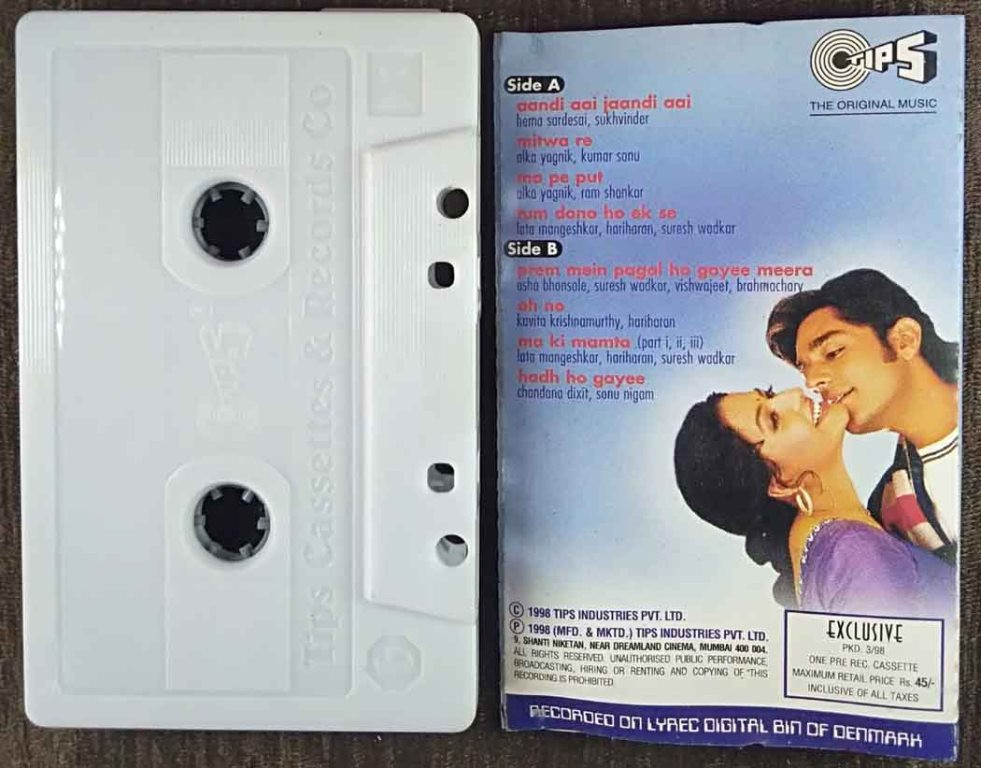 Tips Cassettes & Records Co
TIPS
TIPS
THE ORIGINAL MUSIC
Side A
aandi aai jaandi aai
hema sardesai, sukhvinder
mitwa re
alka yagnik, kumar sanu
ma pe put
alka yagnik, ram shankar
tum dano ho ek se
lata mangeshkar, hariharan, suresh wadkar
Side B
prem mein pagal ho gayee meera
asha bhonsale, suresh wadkar, vishwajeet, brahmachary
oh no
kavita krishnamurthy, hariharan
ma ki mamta (part i, ii, iii)
lata mangeshkar, hariharan, suresh wadkar
hadh ho gayee
chandana dixit, sonu nigam
© 1998 TIPS INDUSTRIES PVT. LTD.
℗ 1998 (MFD. & MKTD.) TIPS INDUSTRIES PVT. LTD.
9, SHANTI NIKETAN, NEAR DREAMLAND CINEMA, MUMBAI 400 004.
ALL RIGHTS RESERVED. UNAUTHORISED PUBLIC PERFORMANCE,
BROADCASTING, HIRING OR RENTING AND COPYING OF THIS
RECORDING IS PROHIBITED.
EXCLUSIVE
PKD. 3/98
ONE PRE REC. CASSETTE
MAXIMUM RETAIL PRICE Rs. 45/-
INCLUSIVE OF ALL TAXES
RECORDED ON LYREC DIGITAL BIN OF DENMARK